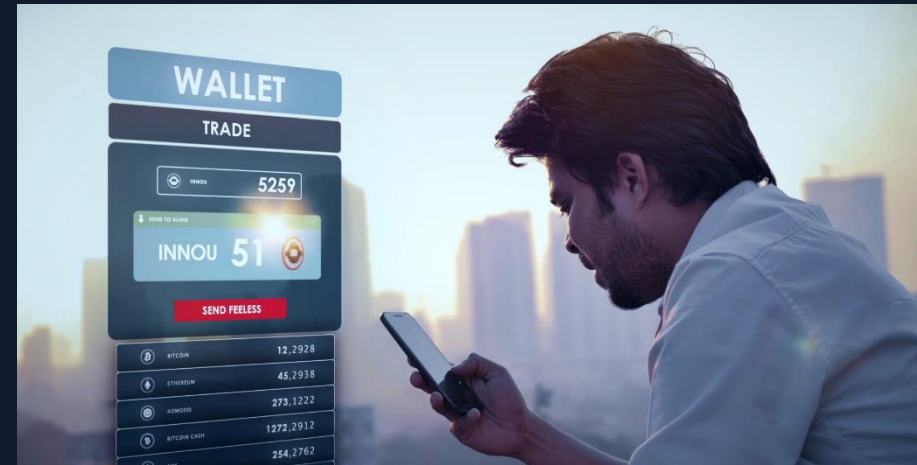 WALLET
TRADE
INNOU 5259
SEND TO BLIND
INNOU 51
SEND FEELESS
BITCOIN 12,2928
ETHEREUM 45,2938
KOMODO 273,1222
BITCOIN CASH 1272,2912
254,2762